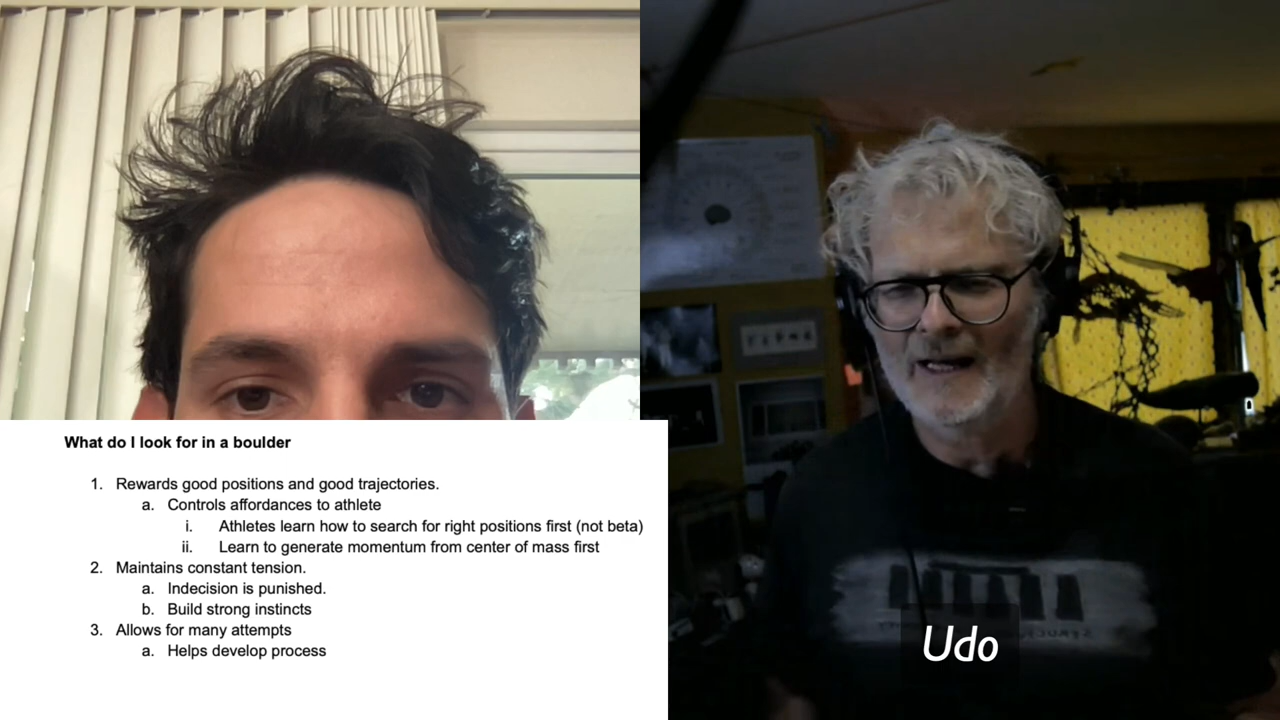 What do I look for in a boulder
1. Rewards good positions and good trajectories.
a. Controls affordances to athlete
i. Athletes learn how to search for right positions first (not beta)
ii. Learn to generate momentum from center of mass first
2. Maintains constant tension.
a. Indecision is punished.
b. Build strong instincts
3. Allows for many attempts
a. Helps develop process
Udo